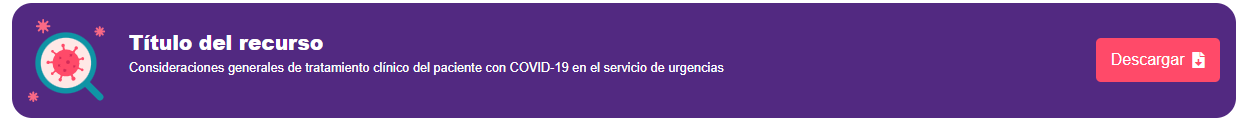 Título del recurso
Consideraciones generales de tratamiento clínico del paciente con COVID-19 en el servicio de urgencias
Descargar